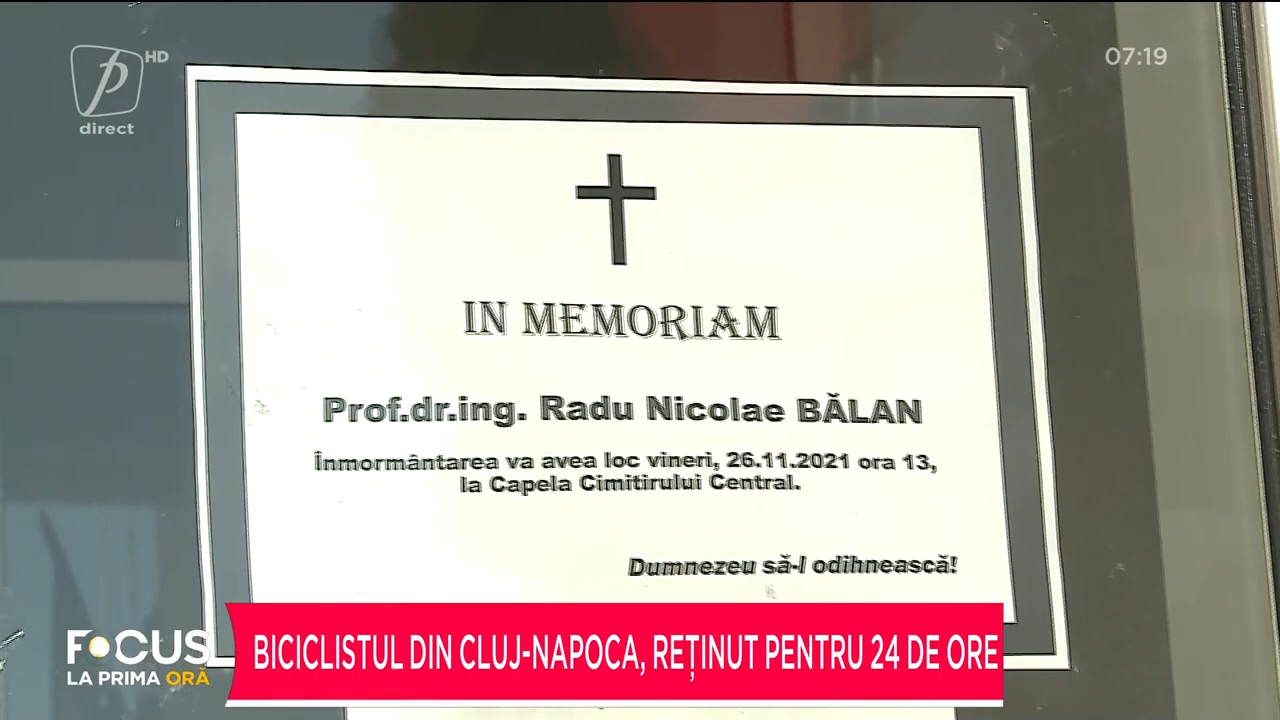 HD
direct
07:19
IN MEMORIAM
Prof.dr.ing. Radu Nicolae BĂLAN
Înmormântarea va avea loc vineri, 26.11.2021 ora 13,
la Capela Cimitirului Central.
Dumnezeu să-l odihnească!
FOCUS
LA PRIMA ORĂ
BICICLISTUL DIN CLUJ-NAPOCA, REȚINUT PENTRU 24 DE ORE